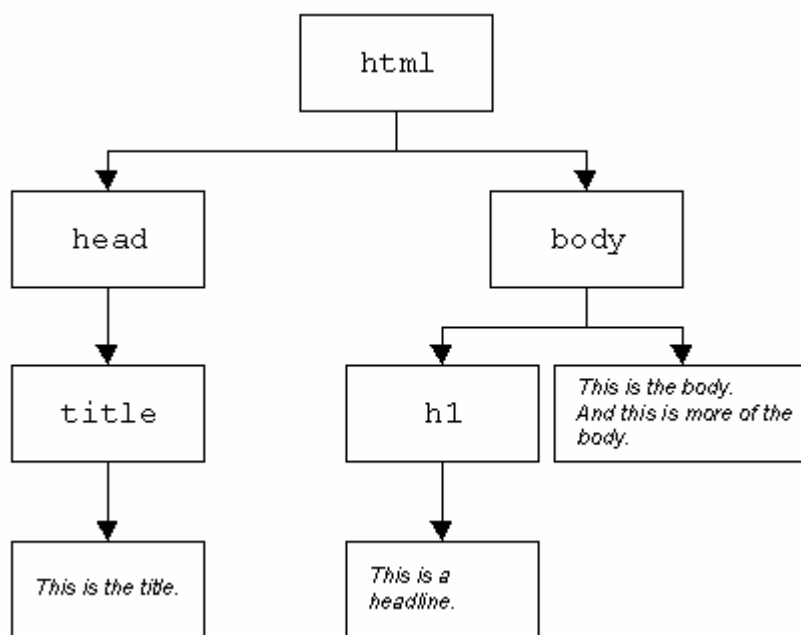 html
head
body
title
h1
This is the body.
And this is more of the
body.
This is the title.
This is a
headline.